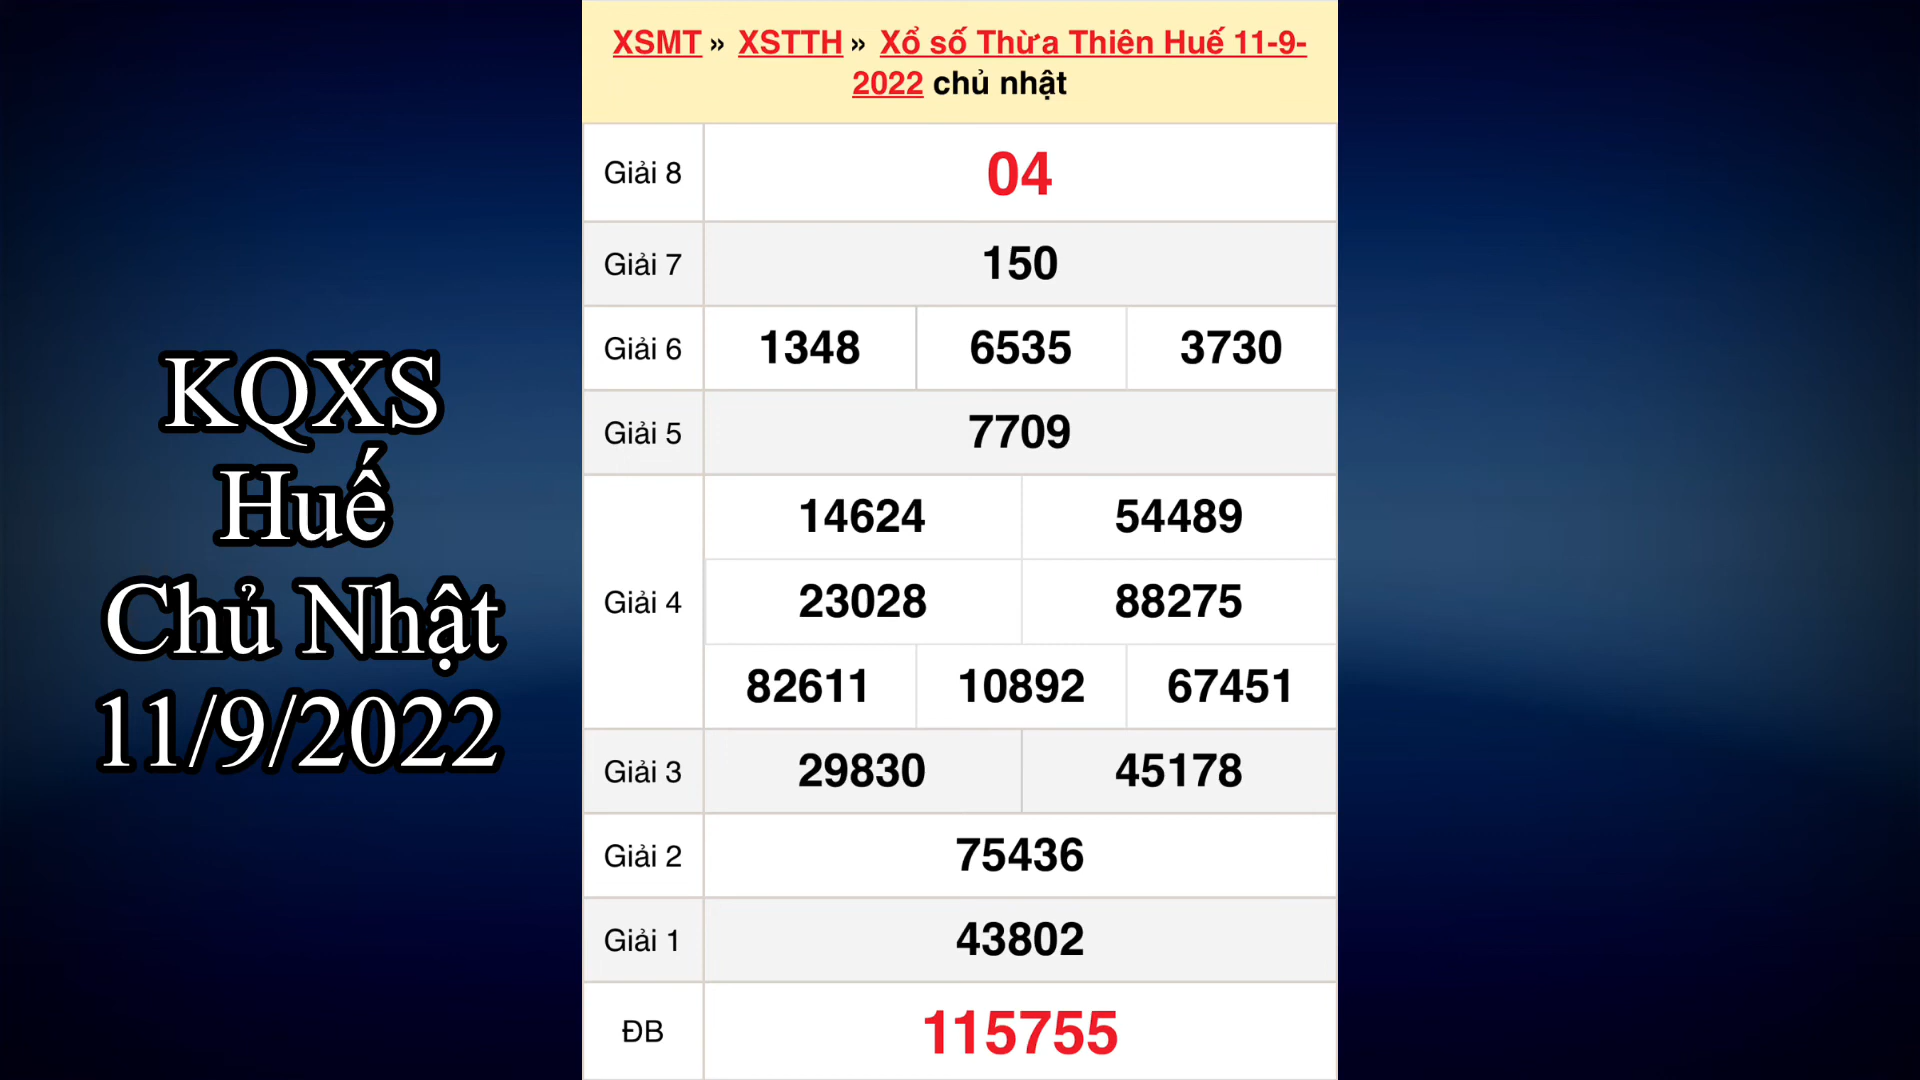 KQXS
Huế
Chủ Nhật
11/9/2022
XSMT » XSTTH » Xổ số Thừa Thiên Huế 11-9-
2022 chủ nhật
Giải 8 04
Giải 7 150
Giải 6 1348 6535 3730
Giải 5 7709
Giải 4
14624 54489
23028 88275
82611 10892 67451
Giải 3 29830 45178
Giải 2 75436
Giải 1 43802
ĐB 115755